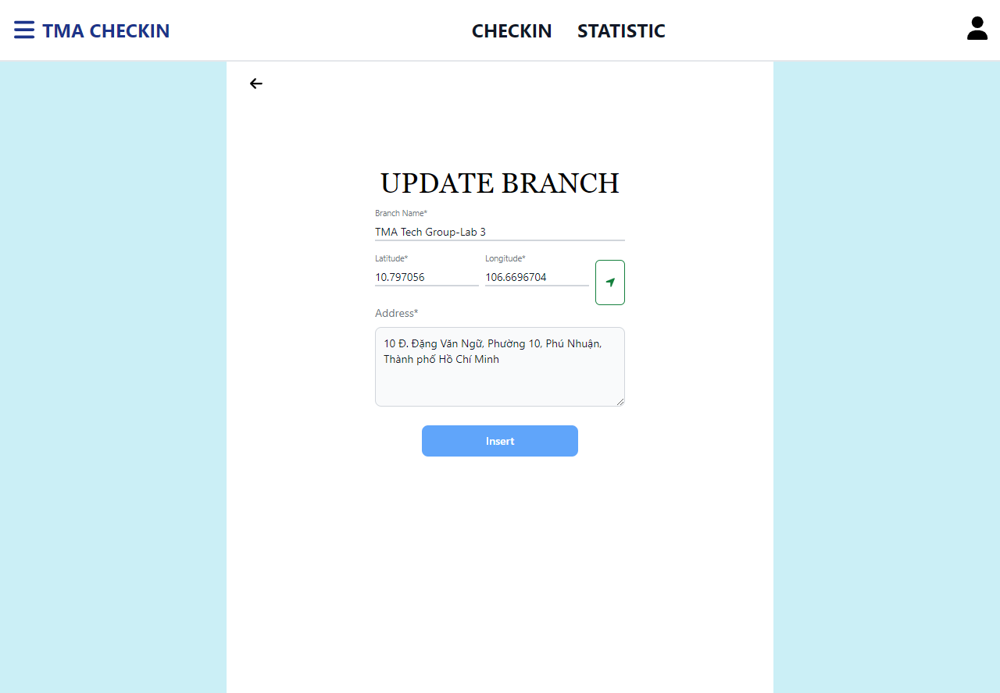 TMA CHECKIN
CHECKIN STATISTIC
UPDATE BRANCH
Branch Name*
TMA Tech Group-Lab 3
Latitude* Longitude*
10.797056 106.6696704
Address*
10 Đ. Đặng Văn Ngữ, Phường 10, Phú Nhuận,
Thành phố Hồ Chí Minh
Insert